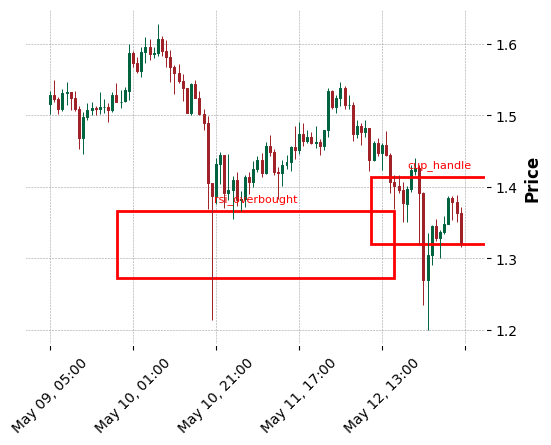 1.6
1.5
cup_handle
1.4
rsi_overbought
1.3
1.2
Price
May 09, 05:00
May 10, 01:00
May 10, 21:00
May 11, 17:00
May 12, 13:00